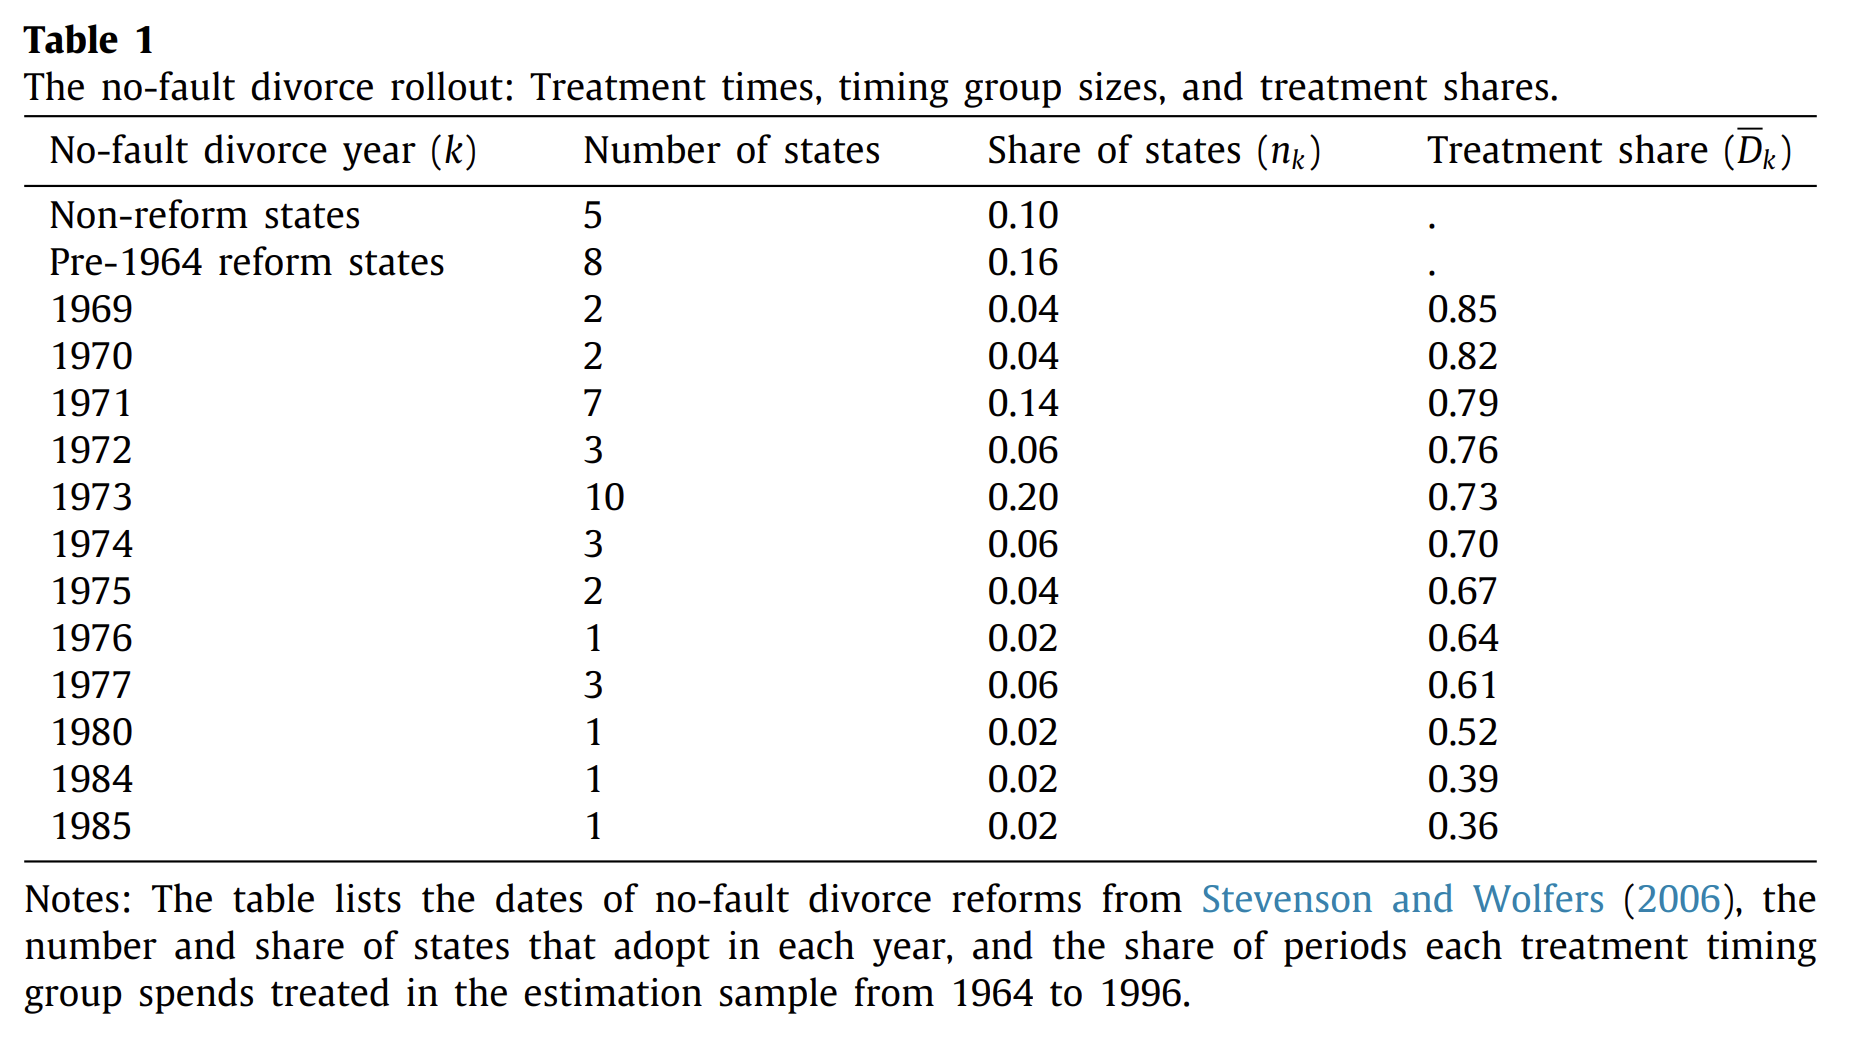 Table 1
The no-fault divorce rollout: Treatment times, timing group sizes, and treatment shares.
No-fault divorce year (k) Number of states Share of states (n_k) Treatment share (D̅_k)
Non-reform states 5 0.10 .
Pre-1964 reform states 8 0.16 .
1969 2 0.04 0.85
1970 2 0.04 0.82
1971 7 0.14 0.79
1972 3 0.06 0.76
1973 10 0.20 0.73
1974 3 0.06 0.70
1975 2 0.04 0.67
1976 1 0.02 0.64
1977 3 0.06 0.61
1980 1 0.02 0.52
1984 1 0.02 0.39
1985 1 0.02 0.36
Notes: The table lists the dates of no-fault divorce reforms from Stevenson and Wolfers (2006), the
number and share of states that adopt in each year, and the share of periods each treatment timing
group spends treated in the estimation sample from 1964 to 1996.